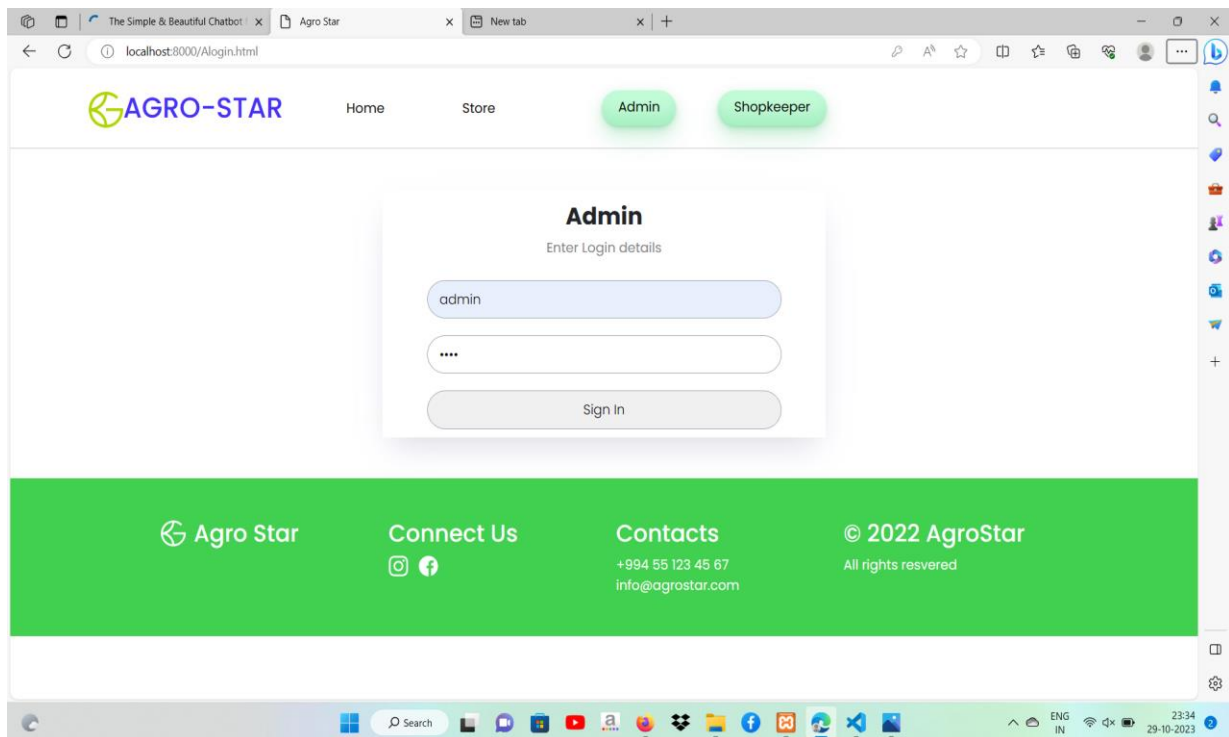 The Simple & Beautiful Chatbot
Agro Star
New tab
localhost:8000/Alogin.html
AGRO-STAR
Home
Store
Admin
Shopkeeper
Admin
Enter Login details
admin
••••
Sign In
Agro Star
Connect Us
Contacts
+994 55 123 45 67
info@agrostar.com
© 2022 AgroStar
All rights resvered
Search
ENG
IN
23:34
29-10-2023
2